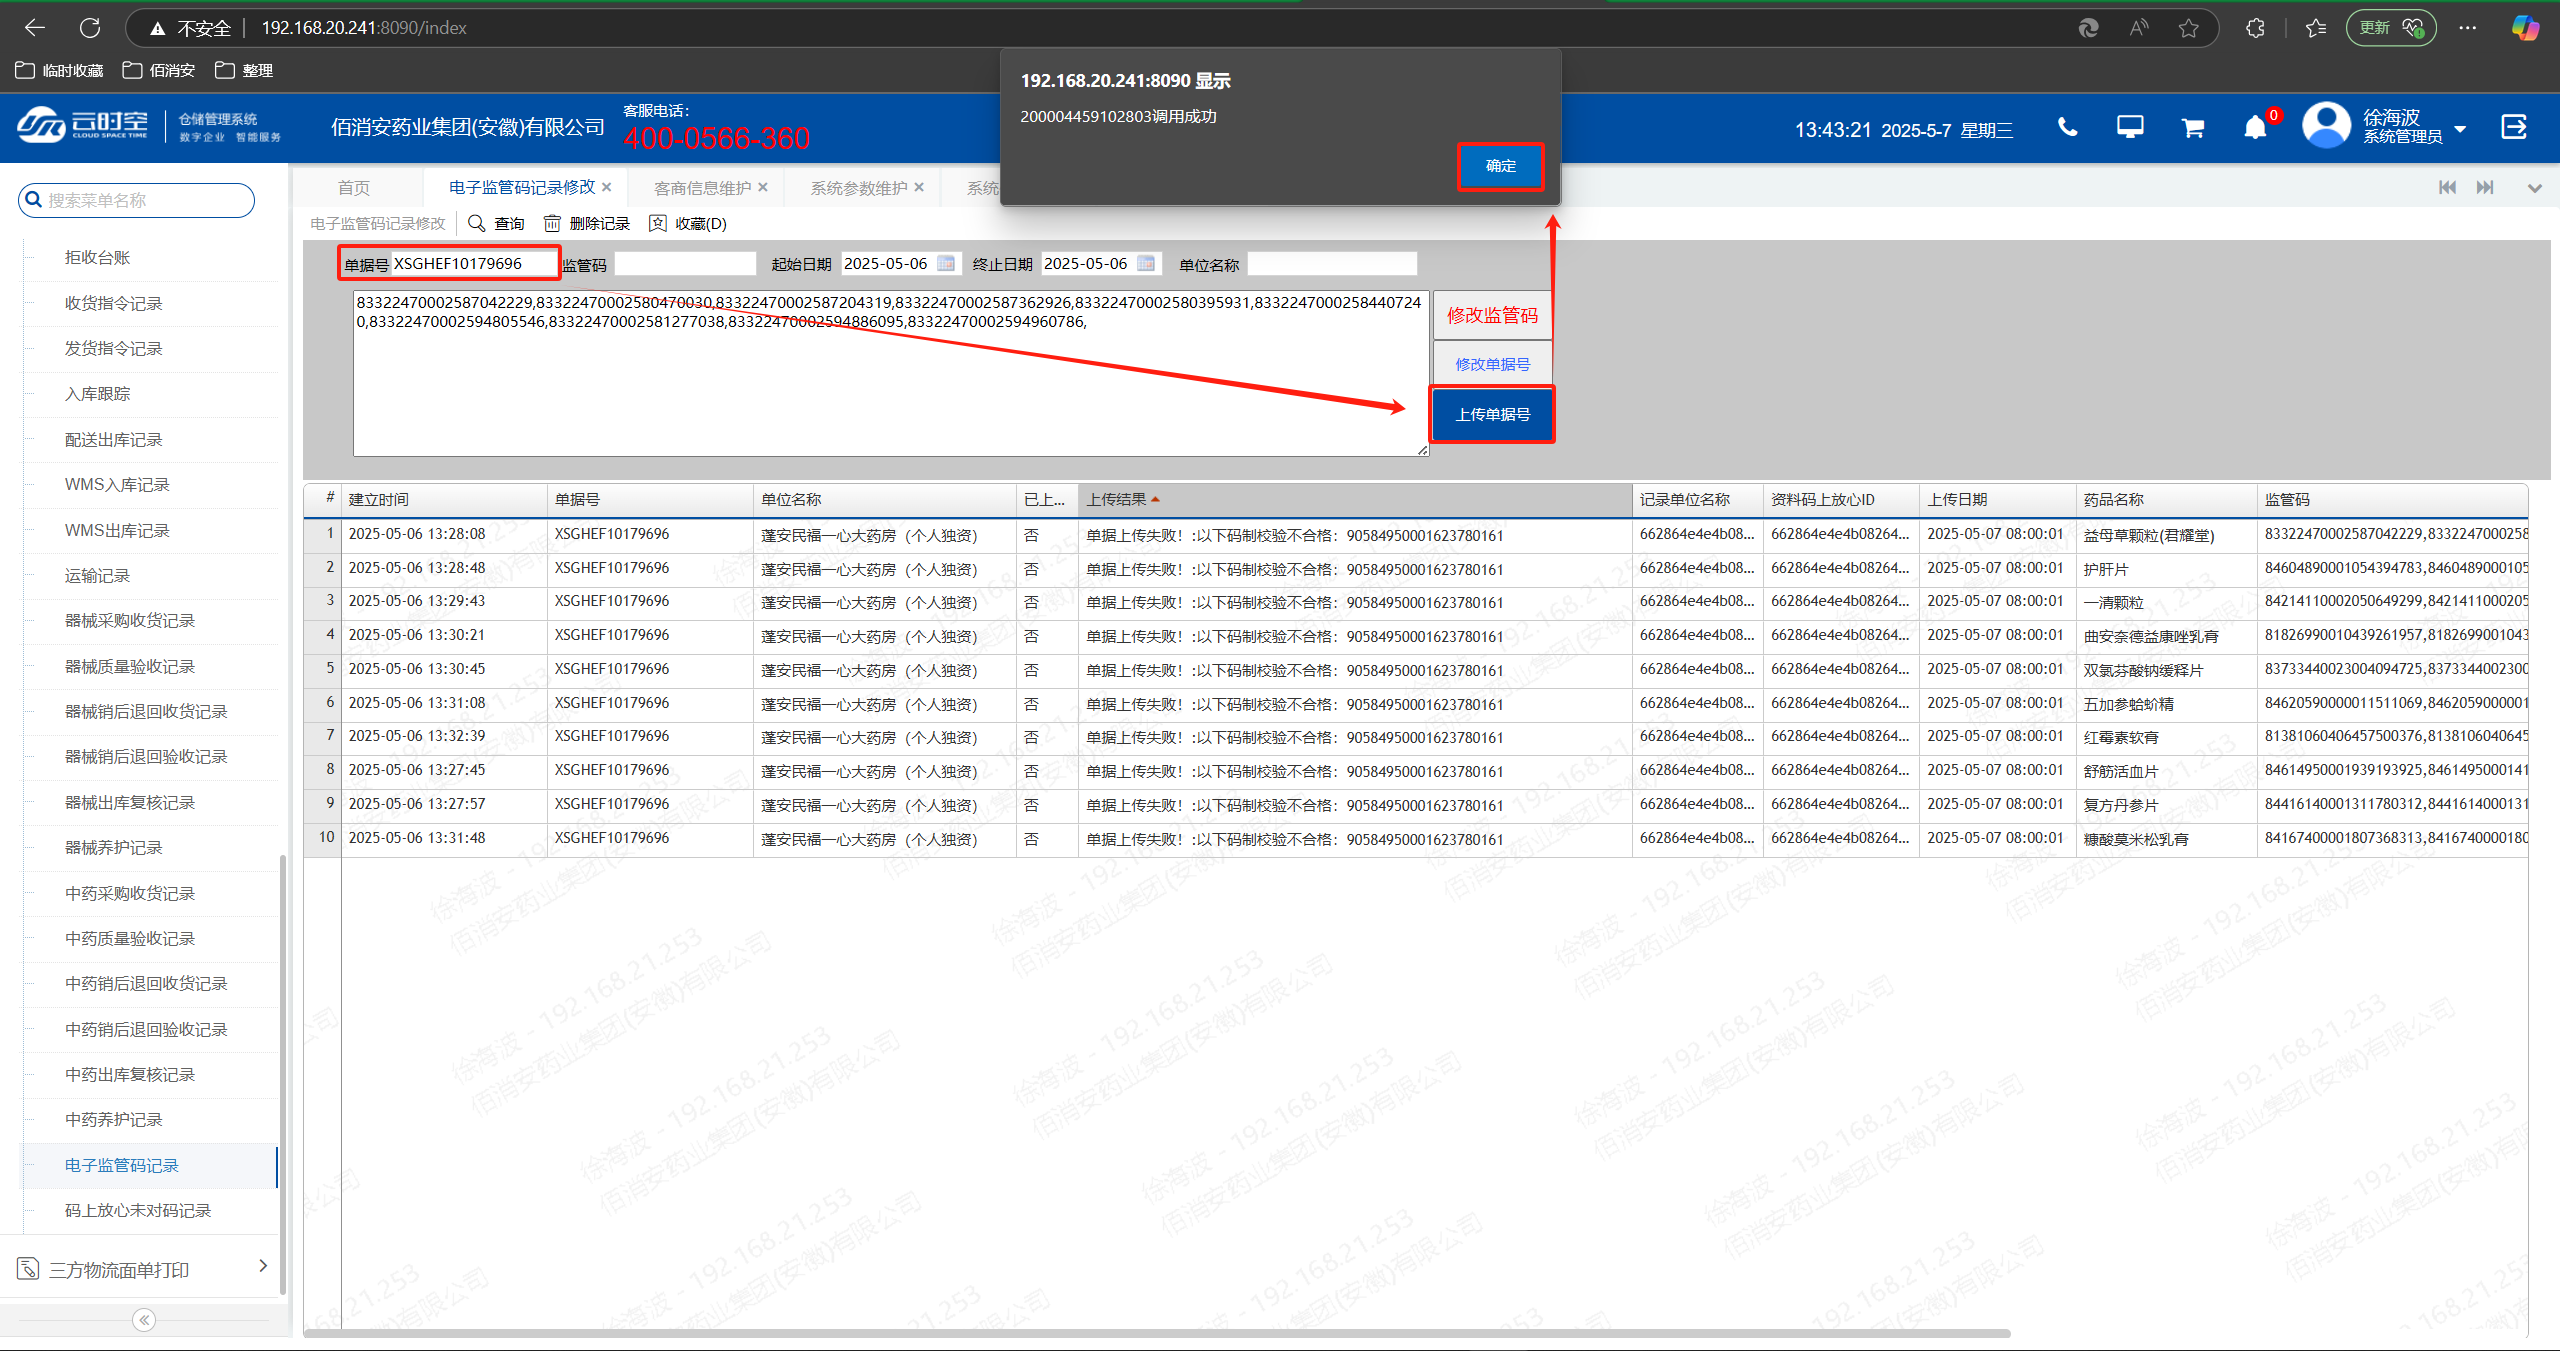 不安全 192.168.20.241:8090/index
更新
临时收藏 佰消安 整理
192.168.20.241:8090 显示
200004459102803调用成功
确定
云时空
CLOUD SPACE TIME
仓储管理系统
数字企业 智能服务
佰消安药业集团(安徽)有限公司
客服电话:
400-0566-360
13:43:21 2025-5-7 星期三
0
徐海波
系统管理员
搜索菜单名称
首页 电子监管码记录修改 客商信息维护 系统参数维护 系统
电子监管码记录修改 查询 删除记录 收藏(D)
单据号 XSGHEF10179696 监管码 起始日期 2025-05-06 终止日期 2025-05-06 单位名称
83322470002587042229,83322470002580470030,83322470002587204319,83322470002587362926,83322470002580395931,8332247000258440724
0,83322470002594805546,83322470002581277038,83322470002594886095,83322470002594960786,
修改监管码
修改单据号
上传单据号
拒收台账
收货指令记录
发货指令记录
入库跟踪
配送出库记录
WMS入库记录
WMS出库记录
运输记录
器械采购收货记录
器械质量验收记录
器械销后退回收货记录
器械销后退回验收记录
器械出库复核记录
器械养护记录
中药采购收货记录
中药质量验收记录
中药销后退回收货记录
中药销后退回验收记录
中药出库复核记录
中药养护记录
电子监管码记录
码上放心未对码记录
三方物流面单打印
# 建立时间 单据号 单位名称 已上... 上传结果 记录单位名称 资料码上放心ID 上传日期 药品名称 监管码
1 2025-05-06 13:28:08 XSGHEF10179696 蓬安民福一心大药房（个人独资） 否 单据上传失败！:以下码制校验不合格：90584950001623780161 662864e4e4b08... 662864e4e4b08264... 2025-05-07 08:00:01 益母草颗粒(君耀堂) 83322470002587042229,8332247000258
2 2025-05-06 13:28:48 XSGHEF10179696 蓬安民福一心大药房（个人独资） 否 单据上传失败！:以下码制校验不合格：90584950001623780161 662864e4e4b08... 662864e4e4b08264... 2025-05-07 08:00:01 护肝片 84604890001054394783,8460489000105
3 2025-05-06 13:29:43 XSGHEF10179696 蓬安民福一心大药房（个人独资） 否 单据上传失败！:以下码制校验不合格：90584950001623780161 662864e4e4b08... 662864e4e4b08264... 2025-05-07 08:00:01 一清颗粒 84214110002050649299,8421411000205
4 2025-05-06 13:30:21 XSGHEF10179696 蓬安民福一心大药房（个人独资） 否 单据上传失败！:以下码制校验不合格：90584950001623780161 662864e4e4b08... 662864e4e4b08264... 2025-05-07 08:00:01 曲安奈德益康唑乳膏 81826990010439261957,8182699001043
5 2025-05-06 13:30:45 XSGHEF10179696 蓬安民福一心大药房（个人独资） 否 单据上传失败！:以下码制校验不合格：90584950001623780161 662864e4e4b08... 662864e4e4b08264... 2025-05-07 08:00:01 双氯芬酸钠缓释片 83733440023004094725,8373344002300
6 2025-05-06 13:31:08 XSGHEF10179696 蓬安民福一心大药房（个人独资） 否 单据上传失败！:以下码制校验不合格：90584950001623780161 662864e4e4b08... 662864e4e4b08264... 2025-05-07 08:00:01 五加参蛤蚧精 84620590000011511069,8462059000001
7 2025-05-06 13:32:39 XSGHEF10179696 蓬安民福一心大药房（个人独资） 否 单据上传失败！:以下码制校验不合格：90584950001623780161 662864e4e4b08... 662864e4e4b08264... 2025-05-07 08:00:01 红霉素软膏 81381060406457500376,8138106040645
8 2025-05-06 13:27:45 XSGHEF10179696 蓬安民福一心大药房（个人独资） 否 单据上传失败！:以下码制校验不合格：90584950001623780161 662864e4e4b08... 662864e4e4b08264... 2025-05-07 08:00:01 舒筋活血片 84614950001939193925,8461495000141
9 2025-05-06 13:27:57 XSGHEF10179696 蓬安民福一心大药房（个人独资） 否 单据上传失败！:以下码制校验不合格：90584950001623780161 662864e4e4b08... 662864e4e4b08264... 2025-05-07 08:00:01 复方丹参片 84416140001311780312,8441614000131
10 2025-05-06 13:31:48 XSGHEF10179696 蓬安民福一心大药房（个人独资） 否 单据上传失败！:以下码制校验不合格：90584950001623780161 662864e4e4b08... 662864e4e4b08264... 2025-05-07 08:00:01 糠酸莫米松乳膏 84167400001807368313,8416740000180
徐海波 - 192.168.21.253
佰消安药业集团(安徽)有限公司